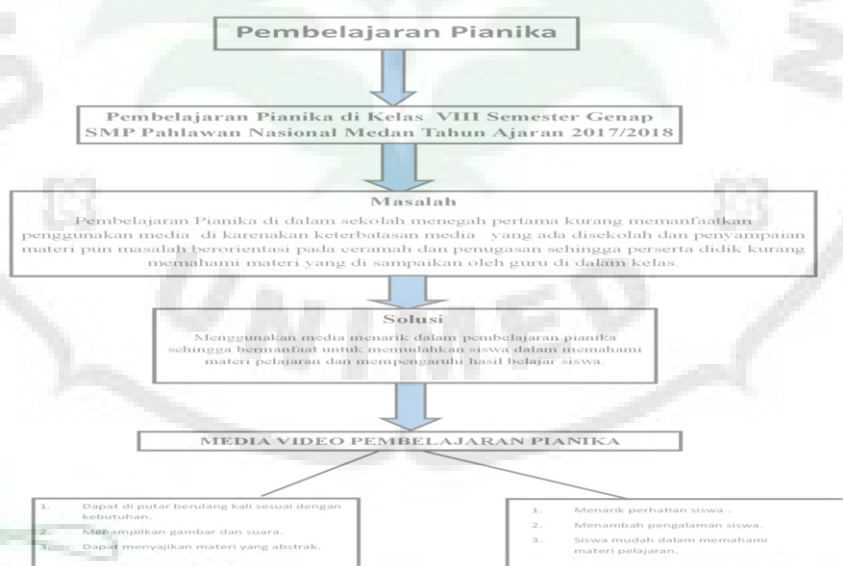 Pembelajaran Pianika
Pembelajaran Pianika di Kelas VIII Semester Genap
SMP Pahlawan Nasional Medan Tahun Ajaran 2017/2018
Masalah
Pembelajaran Pianika di dalam sekolah menegah pertama kurang memanfaatkan
penggunakan media di karenakan keterbatasan media yang ada disekolah dan penyampaian
materi pun masalah berorientasi pada ceramah dan penugasan sehingga perserta didik kurang
memahami materi yang di sampaikan oleh guru di dalam kelas.
Solusi
Menggunakan media menarik dalam pembelajaran pianika
sehingga bermanfaat untuk memudahkan siswa dalam memahami
materi pelajaran dan mempengaruhi hasil belajar siswa.
MEDIA VIDEO PEMBELAJARAN PIANIKA
1. Dapat di putar berulang kali sesuai dengan
kebutuhan.
2. Menampilkan gambar dan suara.
3. Dapat menyajikan materi yang abstrak.
1. Menarik perhatian siswa .
2. Menambah pengalaman siswa.
3. Siswa mudah dalam memahami
materi pelajaran.
UNIMED